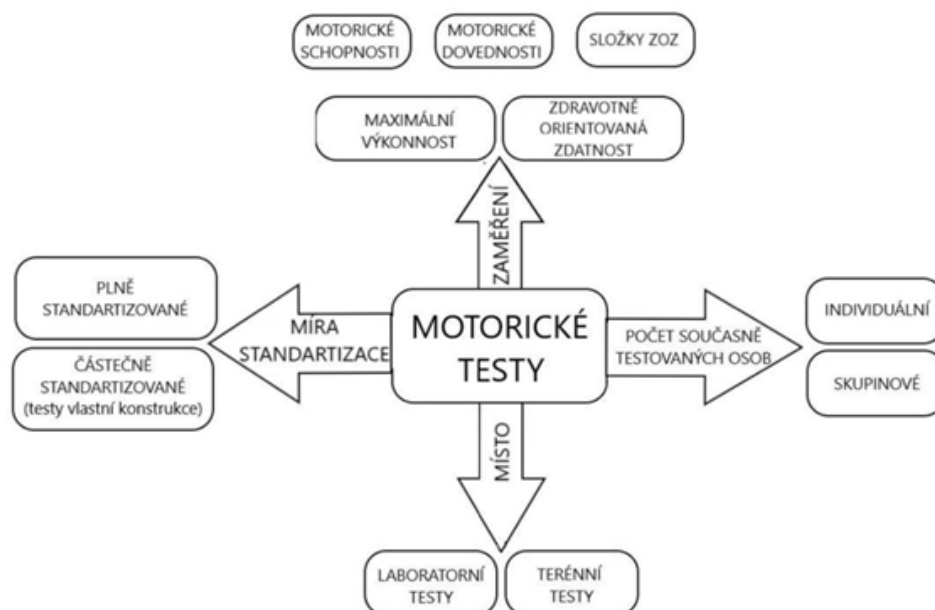 MOTORICKÉ
SCHOPNOSTI
MOTORICKÉ
DOVEDNOSTI
SLOŽKY ZOZ
MAXIMÁLNÍ
VÝKONNOST
ZDRAVOTNĚ
ORIENTOVANÁ
ZDATNOST
ZAMĚŘENÍ
PLNĚ
STANDARTIZOVANÉ
ČÁSTEČNĚ
STANDARTIZOVANÉ
(testy vlastní konstrukce)
MÍRA
STANDARTIZACE
MOTORICKÉ
TESTY
POČET SOUČASNĚ
TESTOVANÝCH OSOB
INDIVIDUÁLNÍ
SKUPINOVÉ
MÍSTO
LABORATORNÍ
TESTY
TERÉNNÍ
TESTY